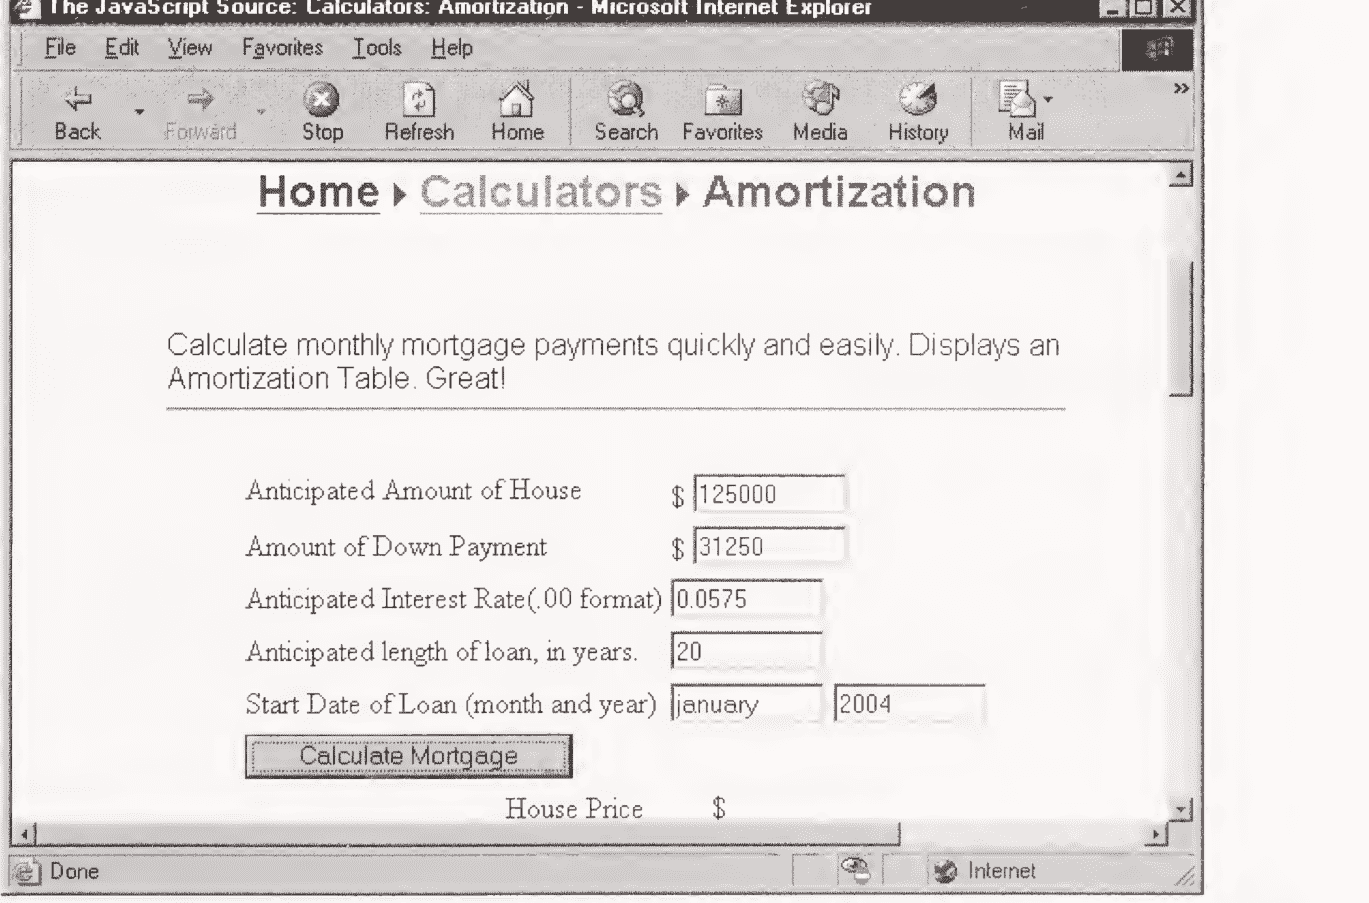 The JavaScript Source: Calculators: Amortization - Microsoft Internet Explorer
File Edit View Favorites Tools Help
Back Forward Stop Refresh Home Search Favorites Media History Mail »
Home Calculators Amortization
Calculate monthly mortgage payments quickly and easily. Displays an
Amortization Table. Great!
Anticipated Amount of House $ 125000
Amount of Down Payment $ 31250
Anticipated Interest Rate(.00 format) 0.0575
Anticipated length of loan, in years. 20
Start Date of Loan (month and year) january 2004
Calculate Mortgage
House Price $
Done Internet